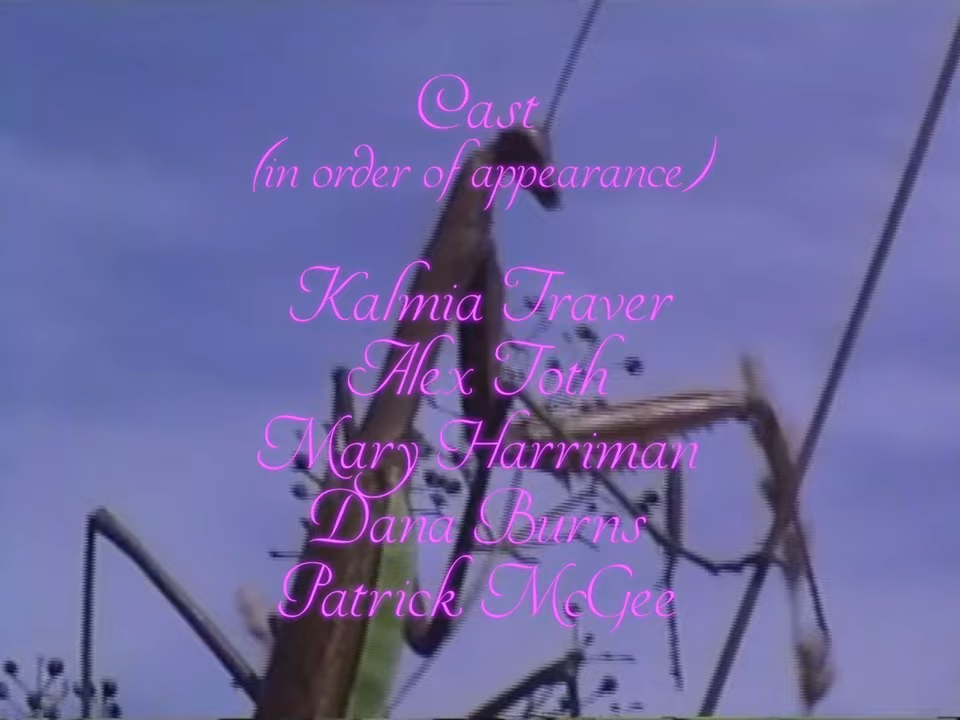 Cast
(in order of appearance)
Kalmia Traver
Alex Toth
Mary Harriman
Dana Burns
Patrick McGee